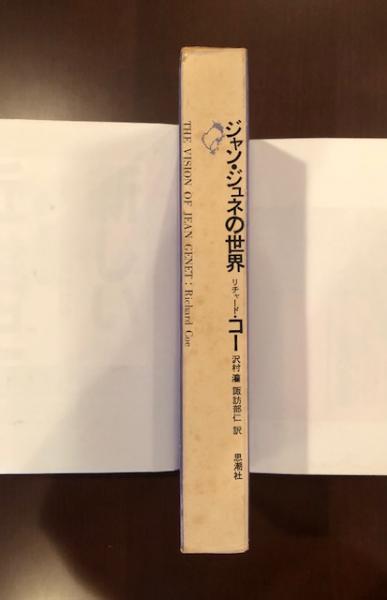 ジャン・ジュネの世界
リチャード・コー
沢村灌 諏訪部仁 訳
思潮社
THE VISION OF JEAN GENET : Richard Coe